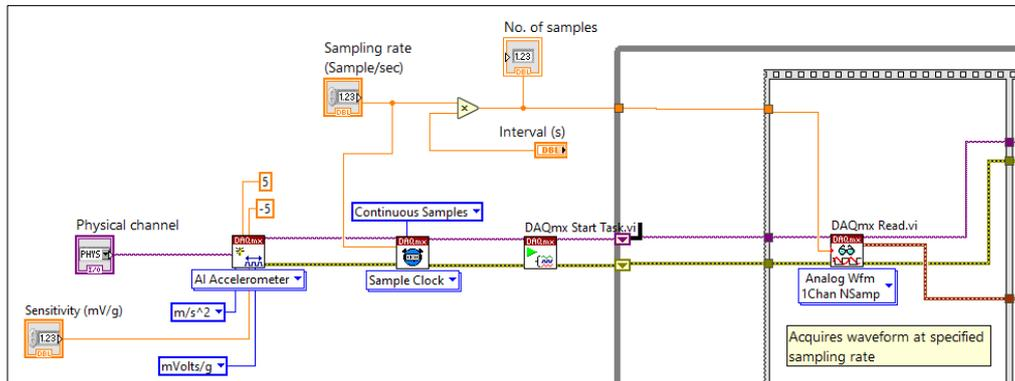 No. of samples
1.23
DBL
Sampling rate
(Sample/sec)
1.23
DBL
×
Interval (s)
DBL
5
-5
Continuous Samples
Physical channel
DAQmx Start Task.vi
DAQmx Read.vi
PHYS
I/O
DAQmx
DAQmx
DAQmx
DAQmx
AI Accelerometer
Sample Clock
Analog Wfm
1Chan NSamp
m/s^2
Sensitivity (mV/g)
1.23
DBL
mVolts/g
Acquires waveform at specified
sampling rate